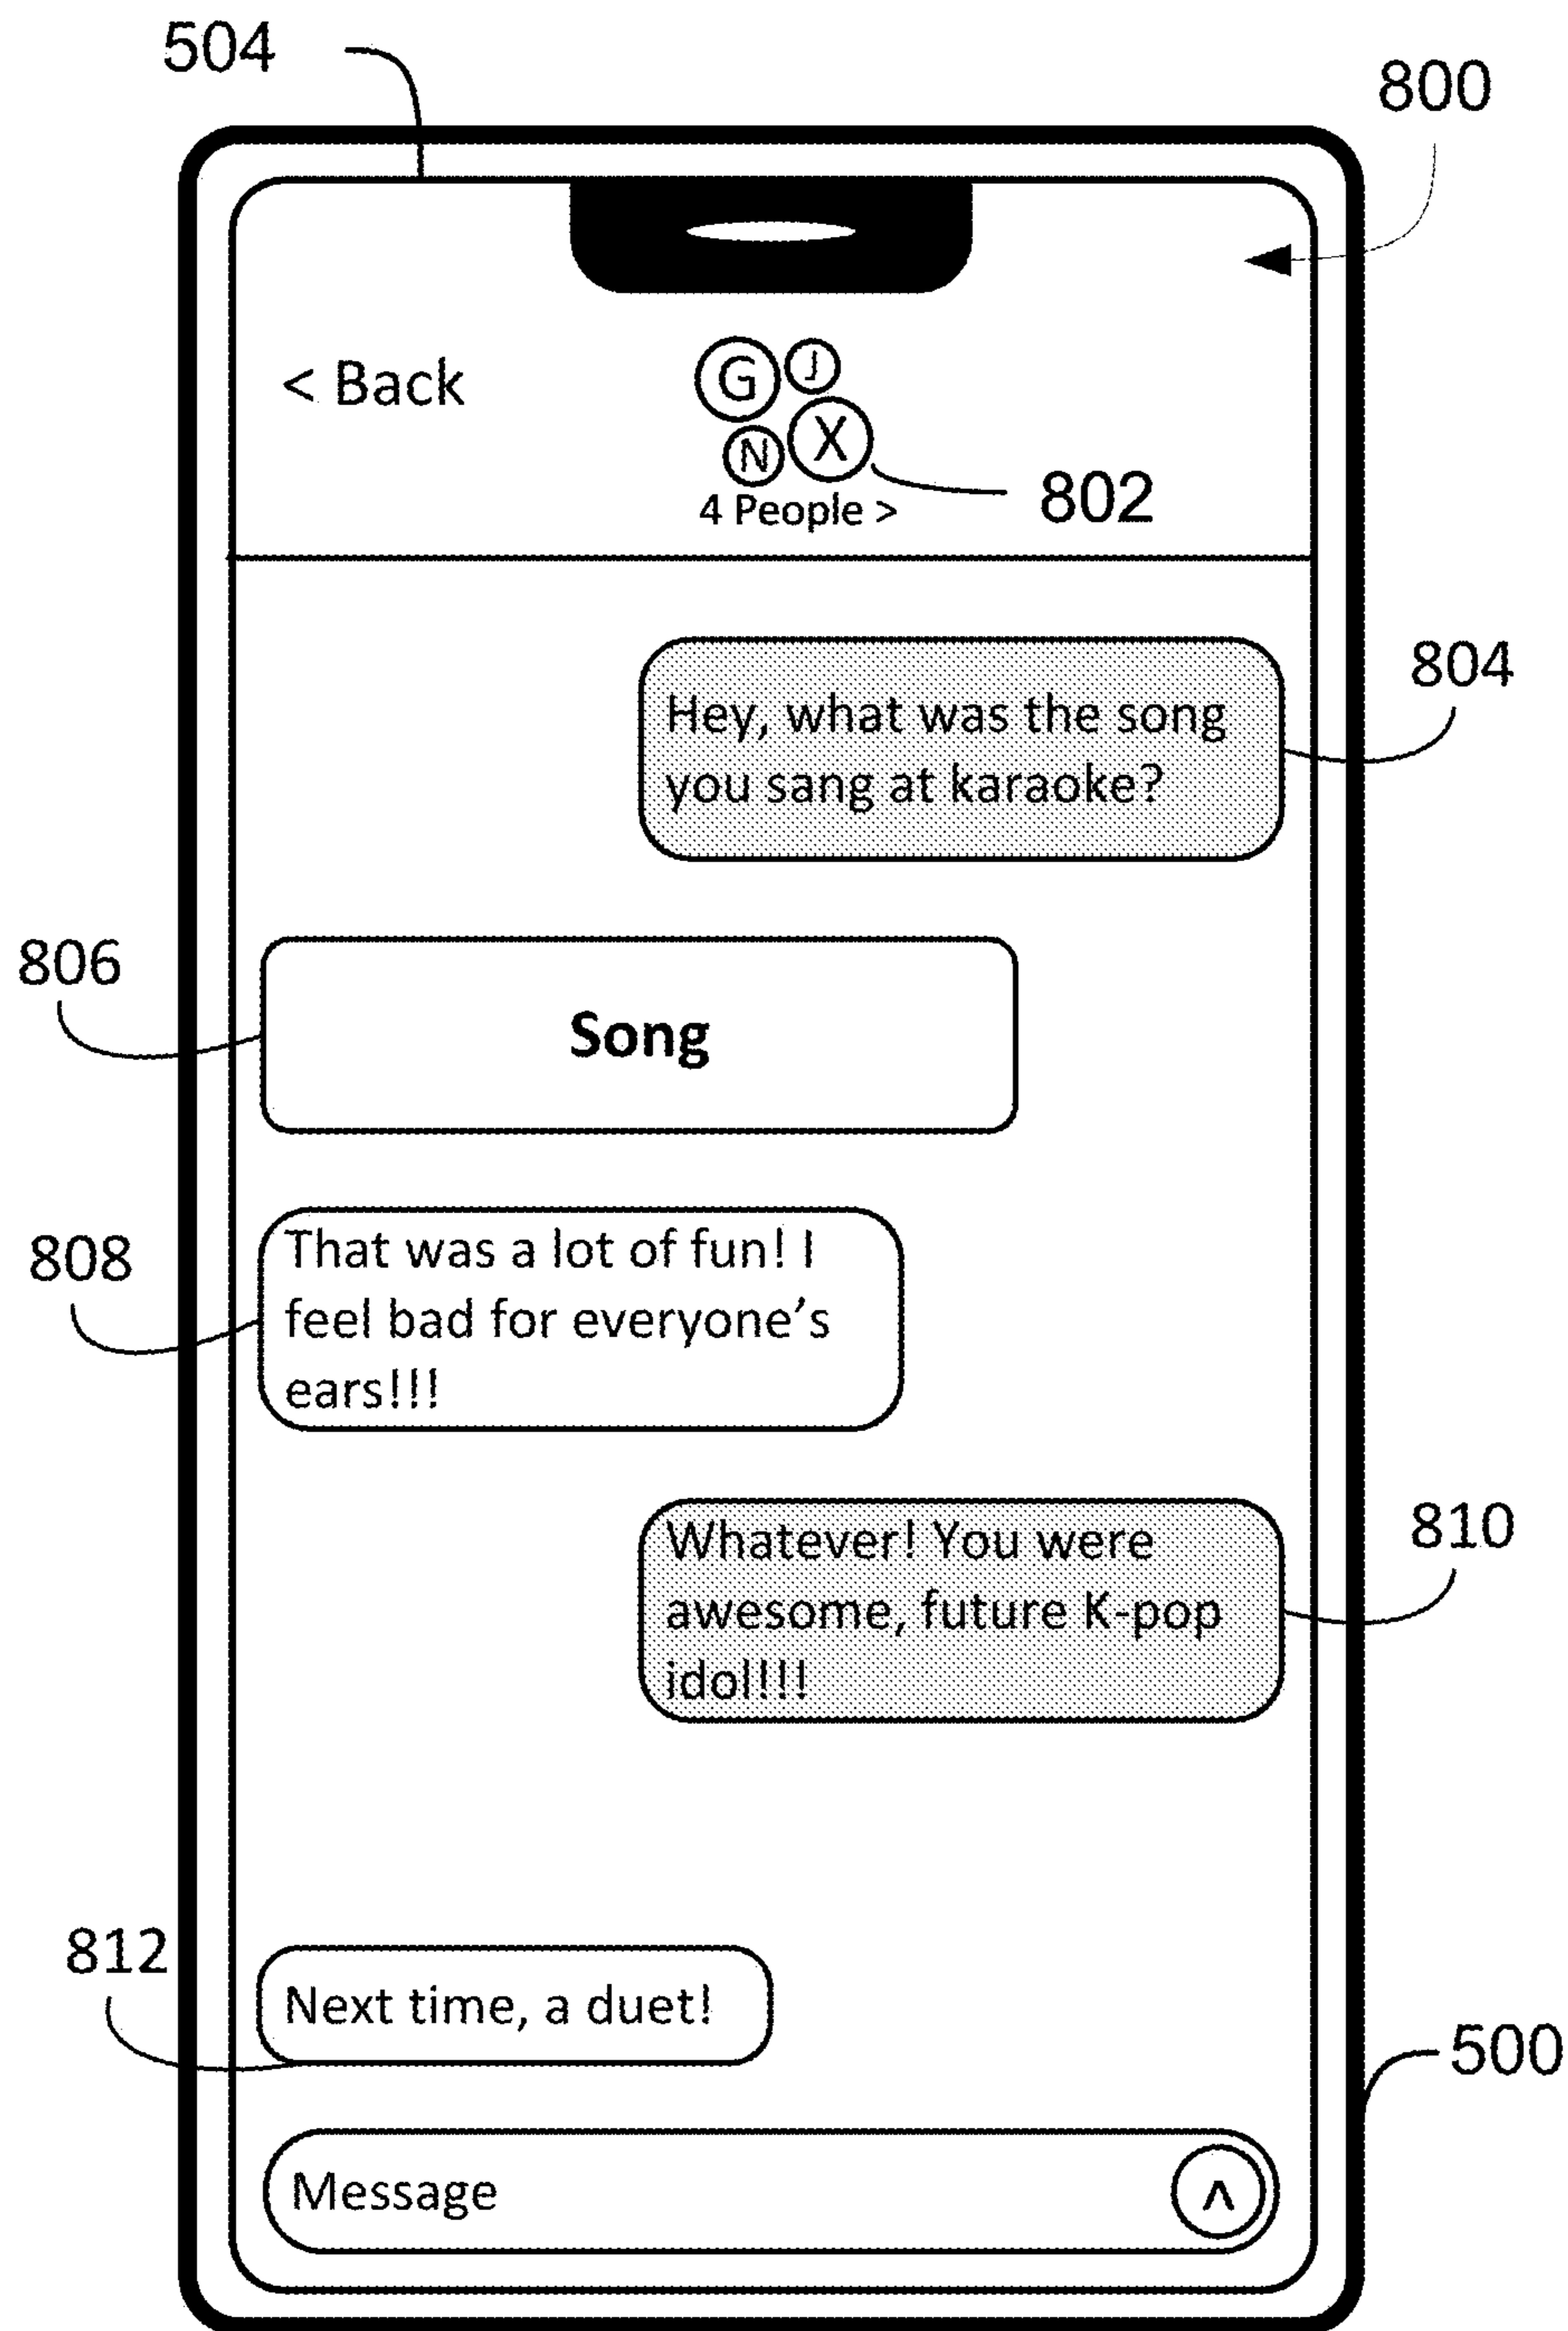 504
800
< Back
G J
N X
4 People >
802
Hey, what was the song
you sang at karaoke?
804
806
Song
808
That was a lot of fun! I
feel bad for everyone’s
ears!!!
Whatever! You were
awesome, future K-pop
idol!!!
810
812
Next time, a duet!
500
Message
^